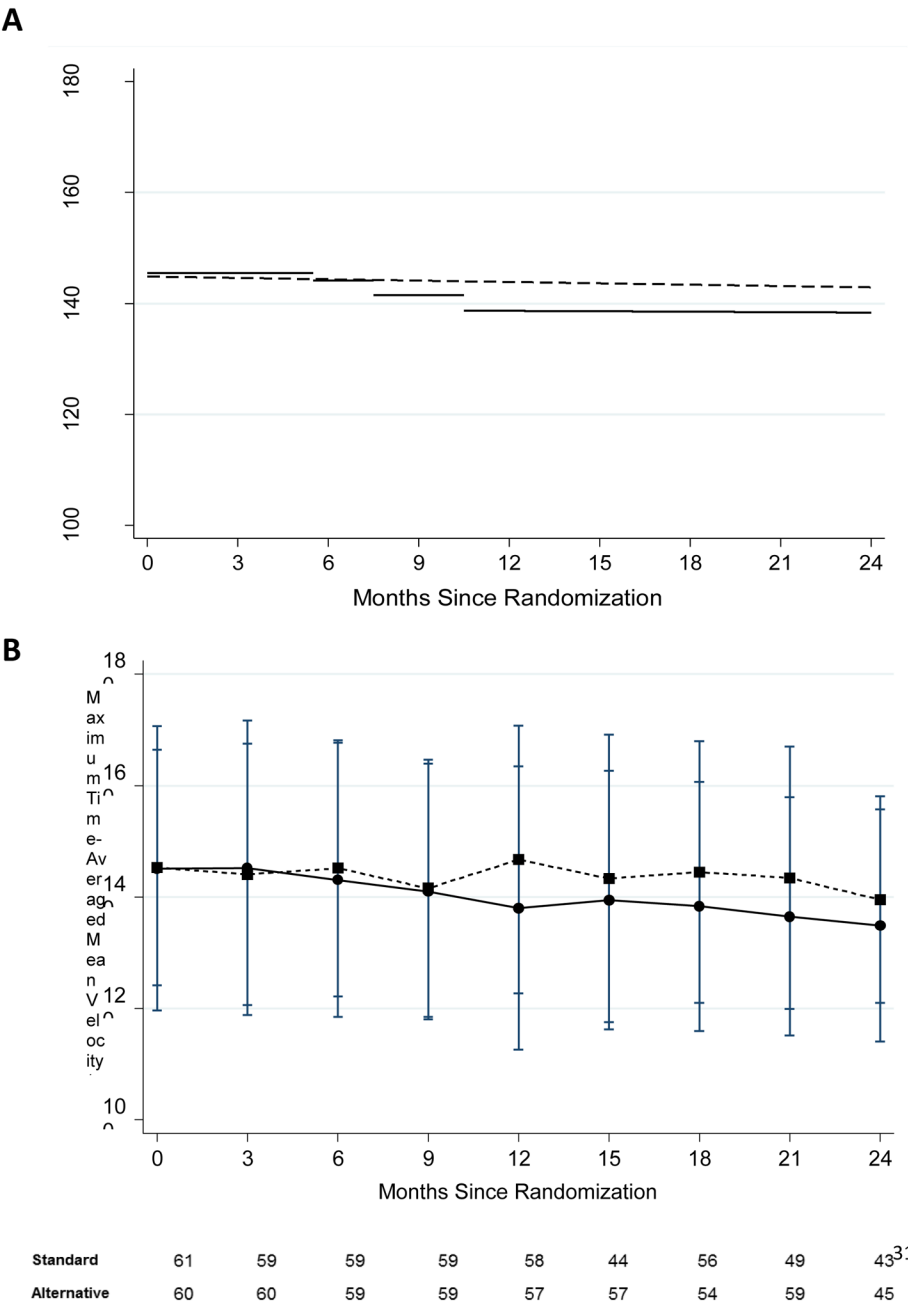 A
180
160
140
120
100
0 3 6 9 12 15 18 21 24
Months Since Randomization
B
18
16
14
12
10
M
ax
im
u
m
Ti
m
e-
Av
er
ag
ed
M
ea
n
V
el
oc
ity
0 3 6 9 12 15 18 21 24
Months Since Randomization
Standard 61 59 59 59 58 44 56 49 43 31
Alternative 60 60 59 59 57 57 54 59 45